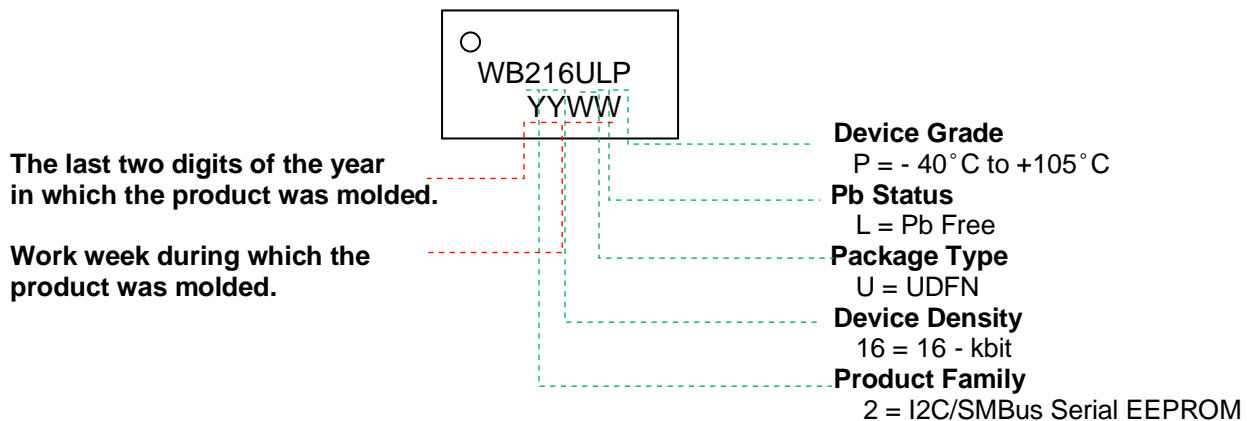 WB216ULP
YYWW
The last two digits of the year
in which the product was molded.
Work week during which the
product was molded.
Device Grade
P = - 40°C to +105°C
Pb Status
L = Pb Free
Package Type
U = UDFN
Device Density
16 = 16 - kbit
Product Family
2 = I2C/SMBus Serial EEPROM